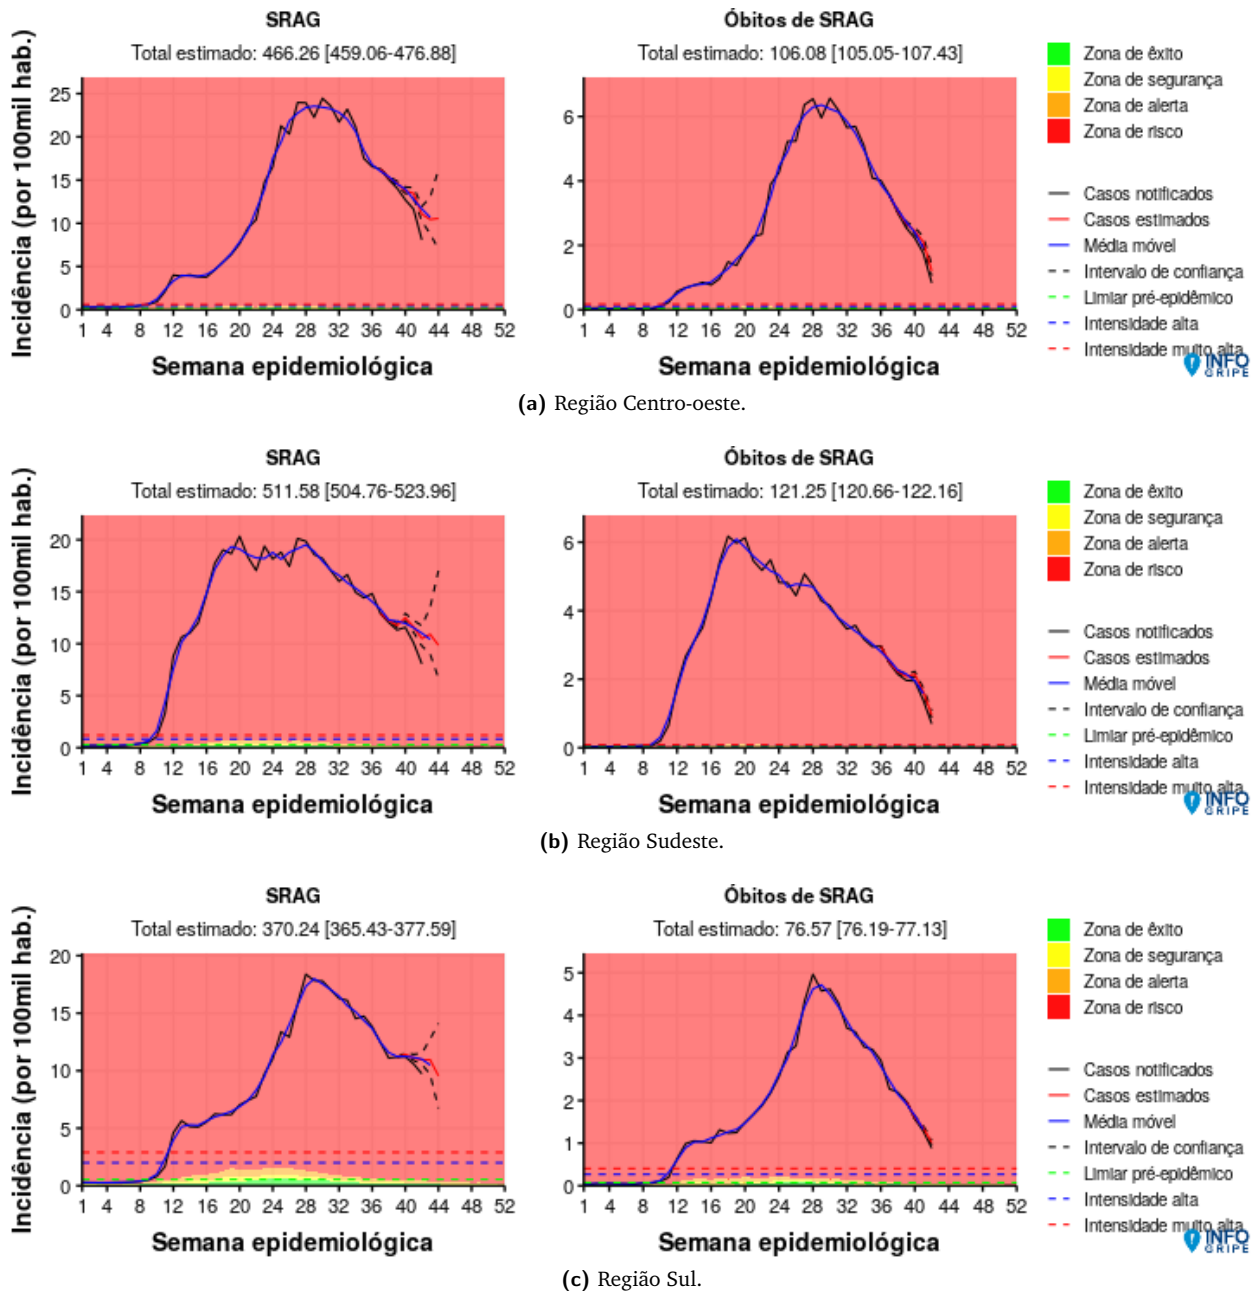 SRAG
Total estimado: 466.26 [459.06-476.88]
Incidência (por 100mil hab.)
25
20
15
10
5
0
1 4 8 12 16 20 24 28 32 36 40 44 48 52
Semana epidemiológica
Óbitos de SRAG
Total estimado: 106.08 [105.05-107.43]
6
4
2
0
1 4 8 12 16 20 24 28 32 36 40 44 48 52
Semana epidemiológica
Zona de êxito
Zona de segurança
Zona de alerta
Zona de risco
Casos notificados
Casos estimados
Média móvel
Intervalo de confiança
Limiar pré-epidêmico
Intensidade alta
Intensidade muito alta
INFO
GRIPE
(a) Região Centro-oeste.
SRAG
Total estimado: 511.58 [504.76-523.96]
Incidência (por 100mil hab.)
20
15
10
5
0
1 4 8 12 16 20 24 28 32 36 40 44 48 52
Semana epidemiológica
Óbitos de SRAG
Total estimado: 121.25 [120.66-122.16]
6
4
2
0
1 4 8 12 16 20 24 28 32 36 40 44 48 52
Semana epidemiológica
Zona de êxito
Zona de segurança
Zona de alerta
Zona de risco
Casos notificados
Casos estimados
Média móvel
Intervalo de confiança
Limiar pré-epidêmico
Intensidade alta
Intensidade muito alta
INFO
GRIPE
(b) Região Sudeste.
SRAG
Total estimado: 370.24 [365.43-377.59]
Incidência (por 100mil hab.)
20
15
10
5
0
1 4 8 12 16 20 24 28 32 36 40 44 48 52
Semana epidemiológica
Óbitos de SRAG
Total estimado: 76.57 [76.19-77.13]
5
4
3
2
1
0
1 4 8 12 16 20 24 28 32 36 40 44 48 52
Semana epidemiológica
Zona de êxito
Zona de segurança
Zona de alerta
Zona de risco
Casos notificados
Casos estimados
Média móvel
Intervalo de confiança
Limiar pré-epidêmico
Intensidade alta
Intensidade muito alta
INFO
GRIPE
(c) Região Sul.